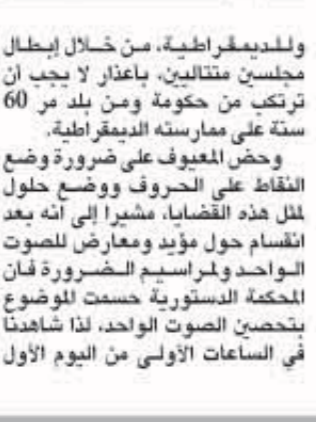 وللديمقراطية، من خلال إبطال
مجلسين متتاليين، باعذار لا يجب ان
ترتكب من حكومة ومن بلد مر 60
سنة على ممارسته الديمقراطية.
وحض المعيوف على ضرورة وضع
النقاط على الحروف ووضع حلول
لمثل هذه القضايا، مشيرا إلى انه بعد
انقسام حول مؤيد ومعارض للصوت
الواحد ولمراسيم الضرورة فان
المحكمة الدستورية حسمت الموضوع
بتحصين الصوت الواحد، لذا شاهدنا
في الساعات الأولى من اليوم الأول